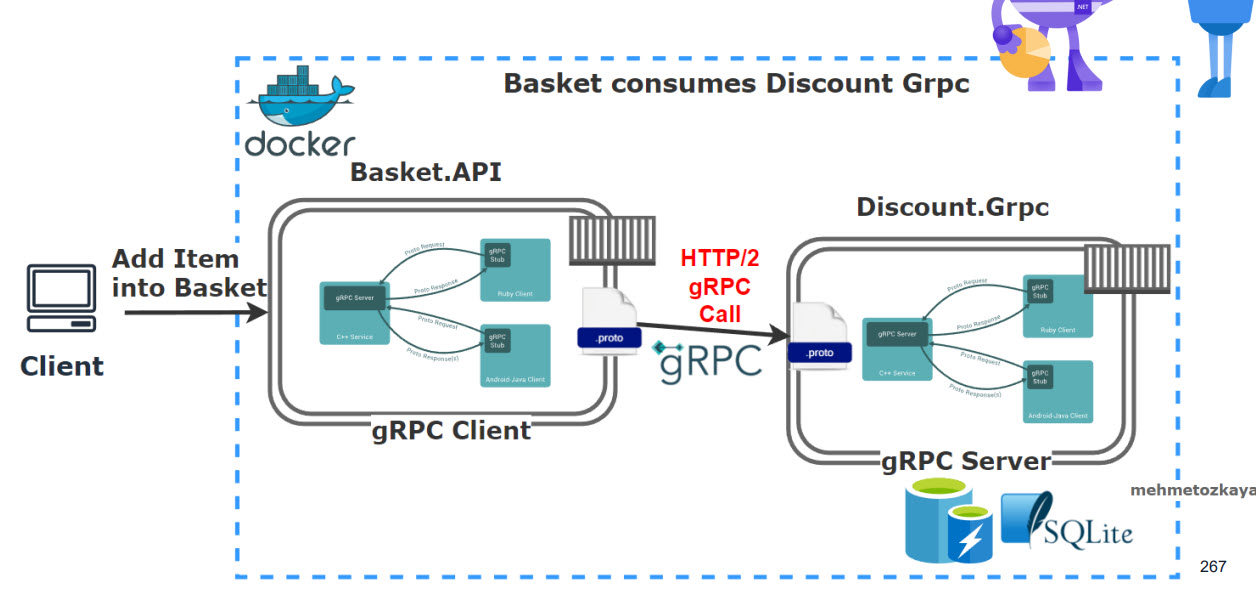 .NET
Basket consumes Discount Grpc
docker
Basket.API
Discount.Grpc
Add Item
into Basket
Client
Proto Request
gRPC
Stub
Ruby Client
gRPC Server
Proto Response
C++ Service
Proto Request
gRPC
Stub
Proto Response(s)
Android-Java Client
gRPC Client
.proto
HTTP/2
gRPC
Call
gRPC
.proto
Proto Request
gRPC
Stub
Ruby Client
gRPC Server
Proto Response
C++ Service
Proto Request
gRPC
Stub
Proto Response(s)
Android-Java Client
gRPC Server
SQLite
mehmetozkaya
267